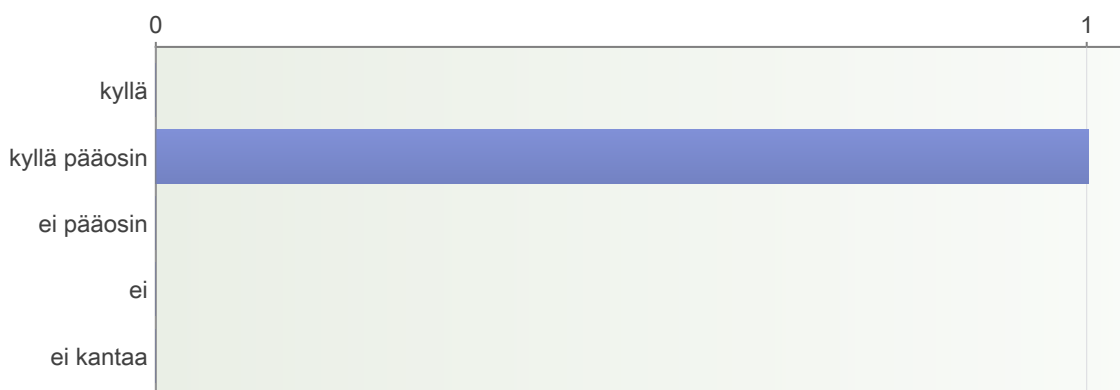 0 1
kyllä
kyllä pääosin
ei pääosin
ei
ei kantaa